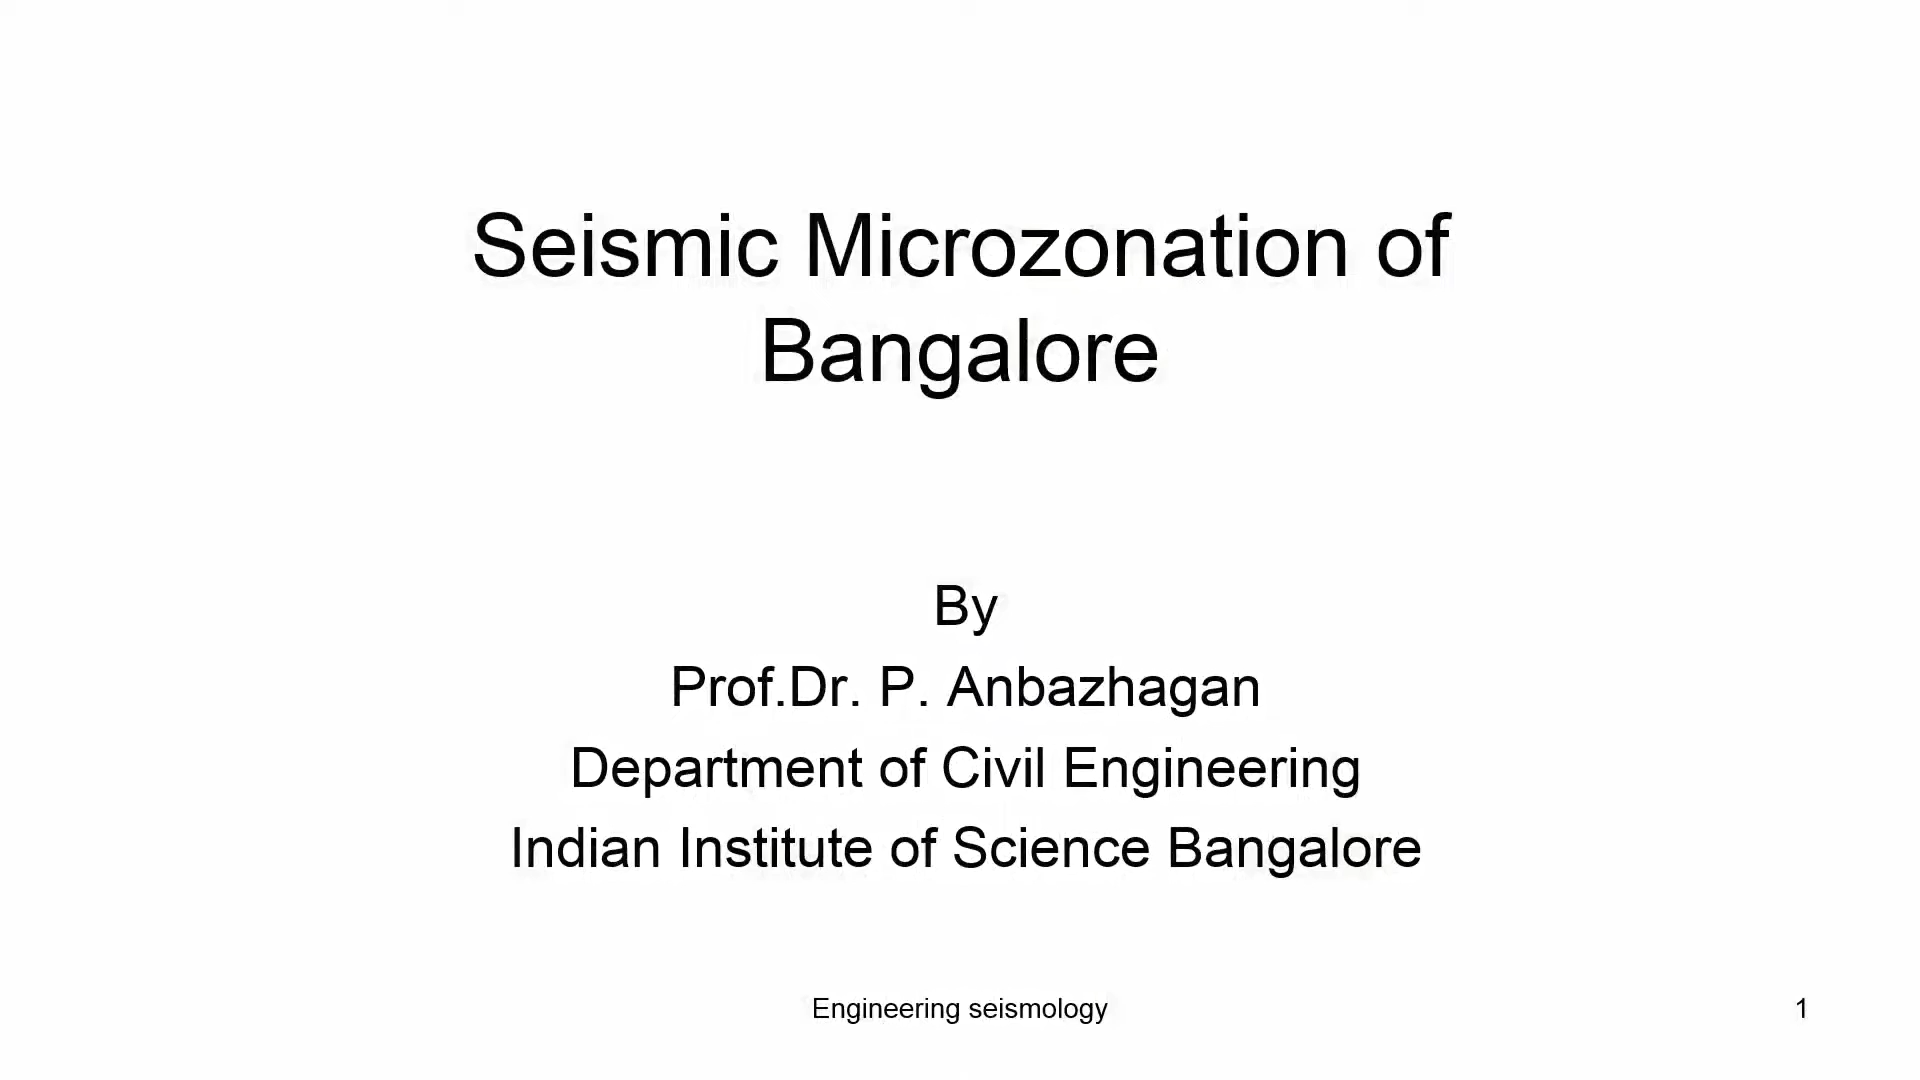 Seismic Microzonation of
Bangalore
By
Prof.Dr. P. Anbazhagan
Department of Civil Engineering
Indian Institute of Science Bangalore
Engineering seismology
1